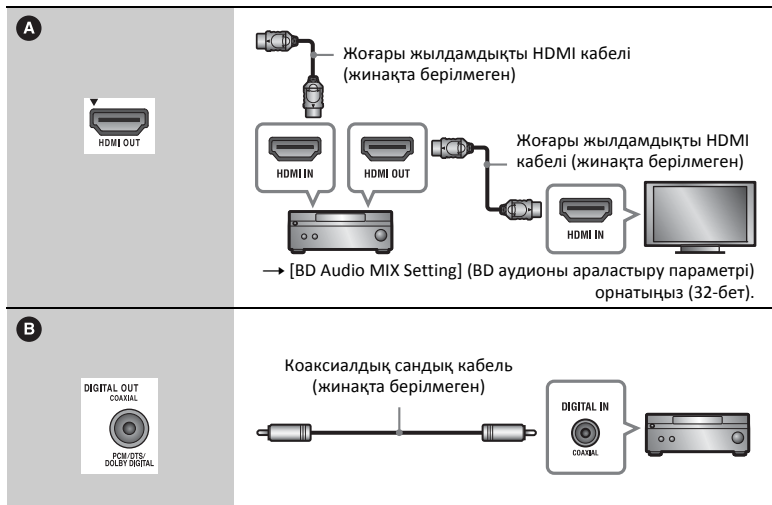 A
HDMI OUT
Жоғары жылдамдықты HDMI кабелі
(жинақта берілмеген)
HDMI IN
HDMI OUT
Жоғары жылдамдықты HDMI
кабелі (жинақта берілмеген)
HDMI IN
→ [BD Audio MIX Setting] (BD аудионы араластыру параметрі)
орнатыңыз (32-бет).
B
DIGITAL OUT
COAXIAL
PCM/DTS/
DOLBY DIGITAL
Коаксиалдық сандық кабель
(жинақта берілмеген)
DIGITAL IN
COAXIAL